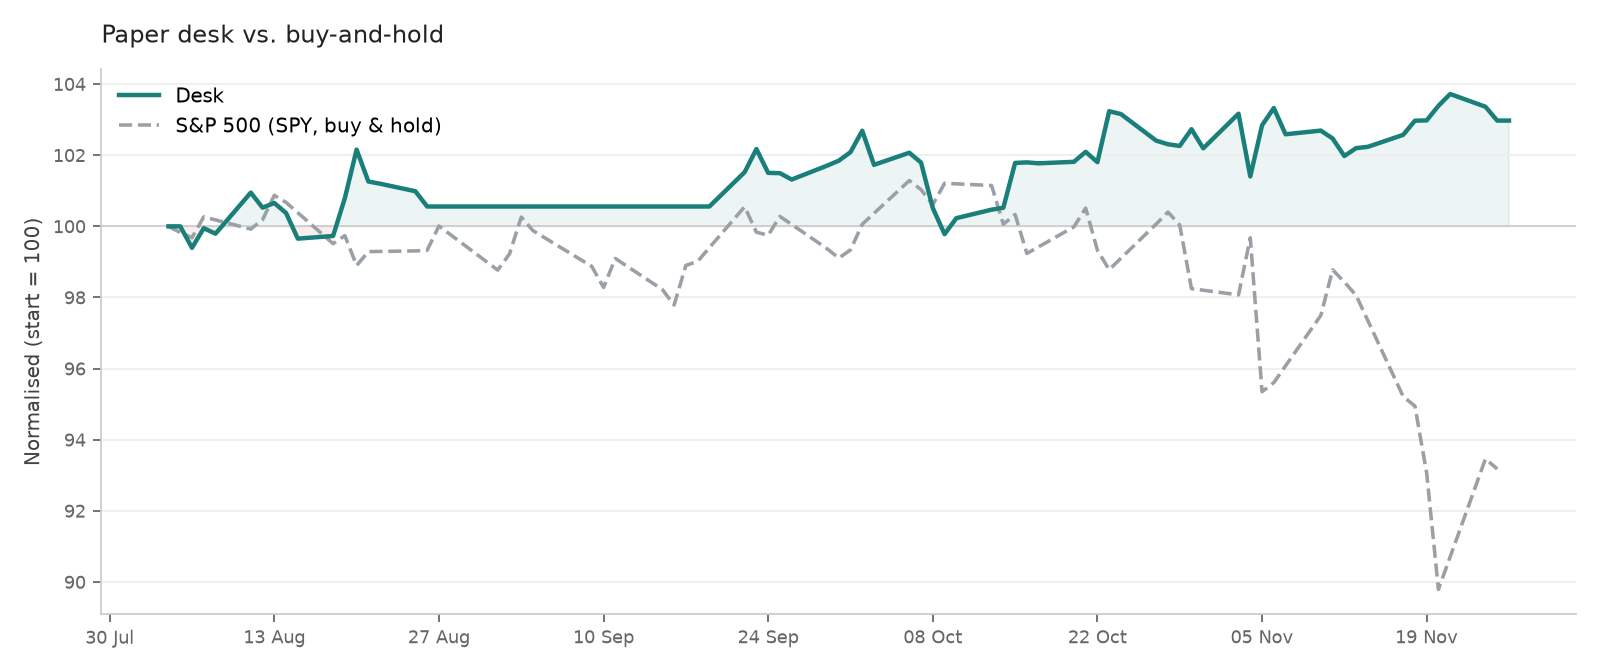 Paper desk vs. buy-and-hold
Desk
S&P 500 (SPY, buy & hold)
Normalised (start = 100)
104
102
100
98
96
94
92
90
30 Jul
13 Aug
27 Aug
10 Sep
24 Sep
08 Oct
22 Oct
05 Nov
19 Nov